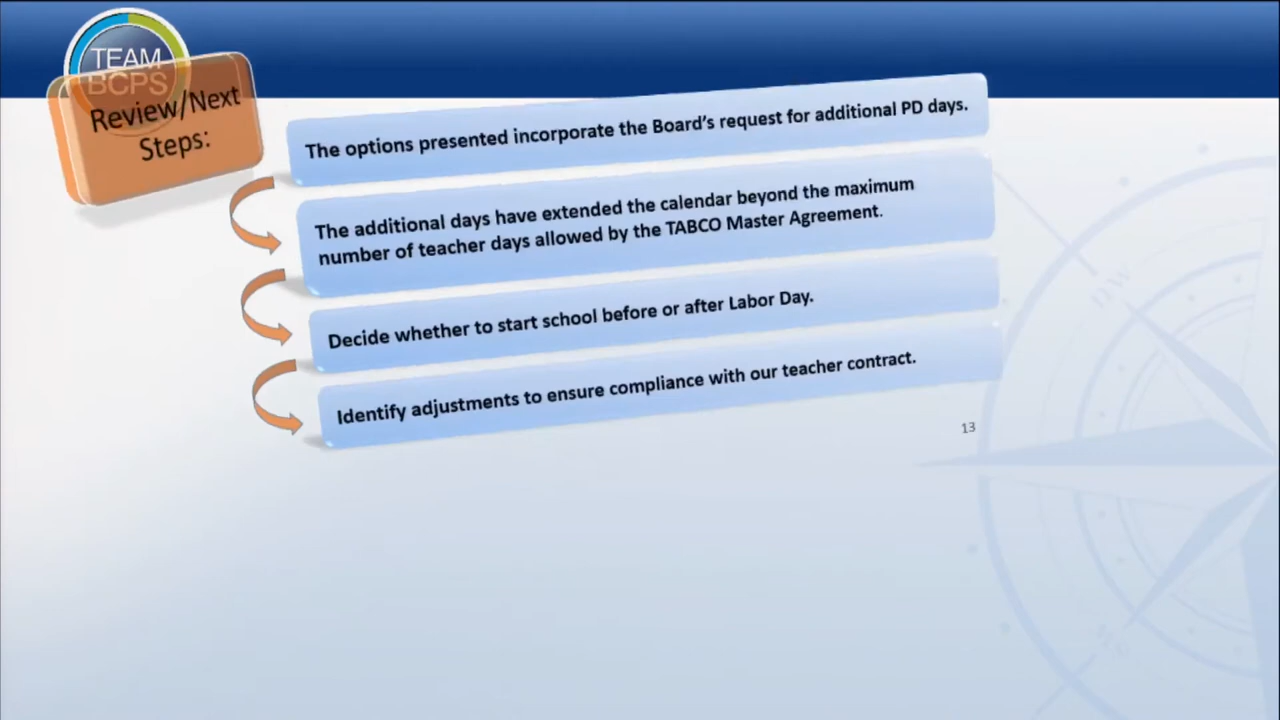 TEAM
BCPS
Review/Next
Steps:
The options presented incorporate the Board's request for additional PD days.
The additional days have extended the calendar beyond the maximum
number of teacher days allowed by the TABCO Master Agreement.
Decide whether to start school before or after Labor Day.
Identify adjustments to ensure compliance with our teacher contract.
13